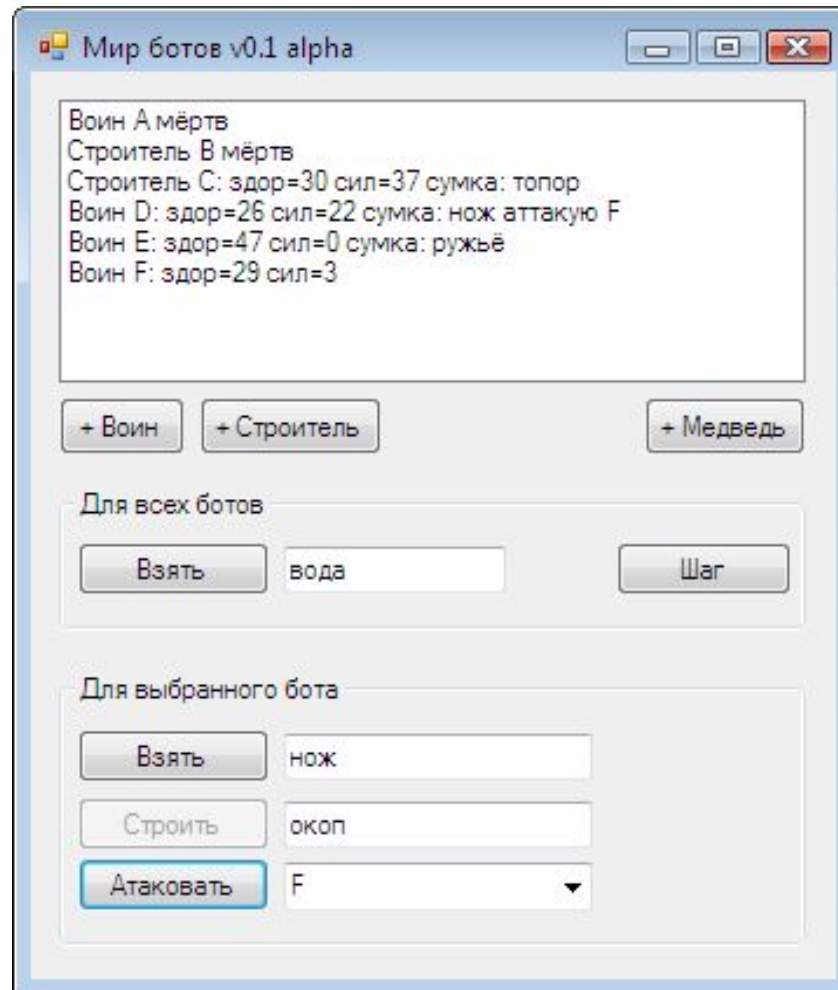 Мир ботов v0.1 alpha
Воин A мёртв
Строитель B мёртв
Строитель C: здор=30 сил=37 сумка: топор
Воин D: здор=26 сил=22 сумка: нож аттакую F
Воин E: здор=47 сил=0 сумка: ружьё
Воин F: здор=29 сил=3
+ Воин + Строитель + Медведь
Для всех ботов
Взять вода Шаг
Для выбранного бота
Взять нож
Строить окоп
Атаковать F